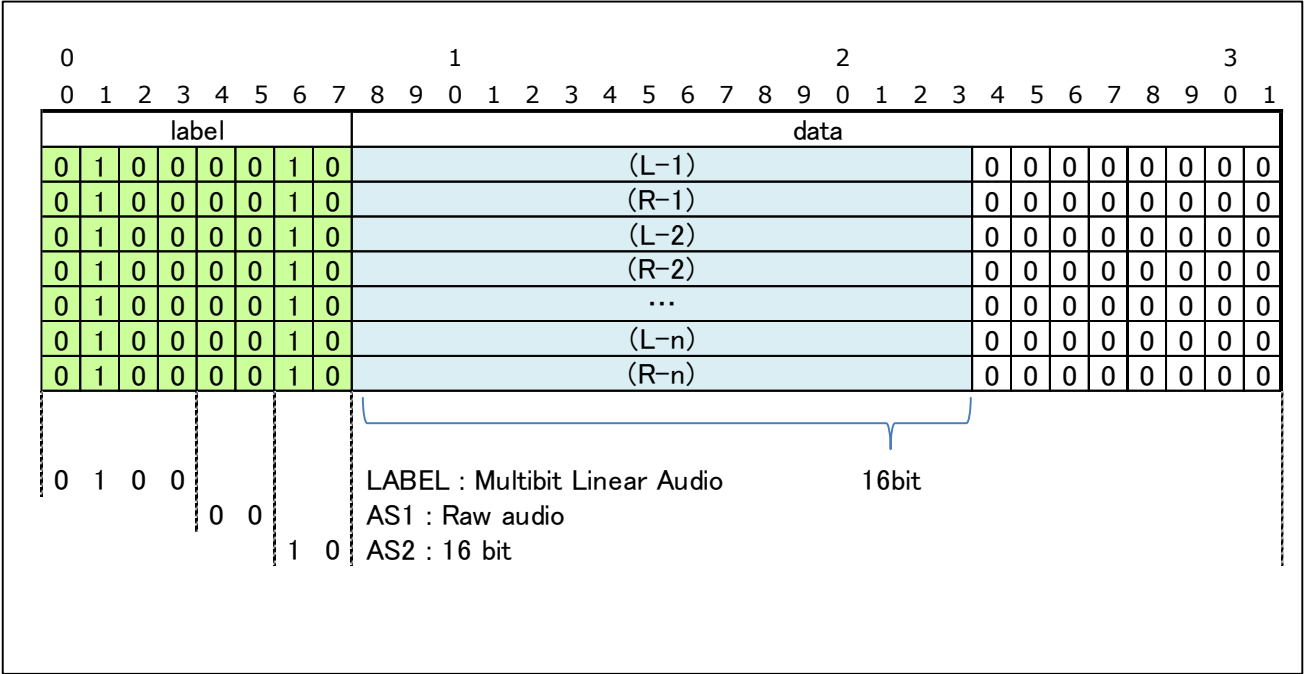 0 1 2 3
0 1 2 3 4 5 6 7 8 9 0 1 2 3 4 5 6 7 8 9 0 1 2 3 4 5 6 7 8 9 0 1
label data
0 1 0 0 0 0 1 0 (L-1) 0 0 0 0 0 0 0 0
0 1 0 0 0 0 1 0 (R-1) 0 0 0 0 0 0 0 0
0 1 0 0 0 0 1 0 (L-2) 0 0 0 0 0 0 0 0
0 1 0 0 0 0 1 0 (R-2) 0 0 0 0 0 0 0 0
0 1 0 0 0 0 1 0 … 0 0 0 0 0 0 0 0
0 1 0 0 0 0 1 0 (L-n) 0 0 0 0 0 0 0 0
0 1 0 0 0 0 1 0 (R-n) 0 0 0 0 0 0 0 0
0 1 0 0 LABEL : Multibit Linear Audio 16bit
0 0 AS1 : Raw audio
1 0 AS2 : 16 bit